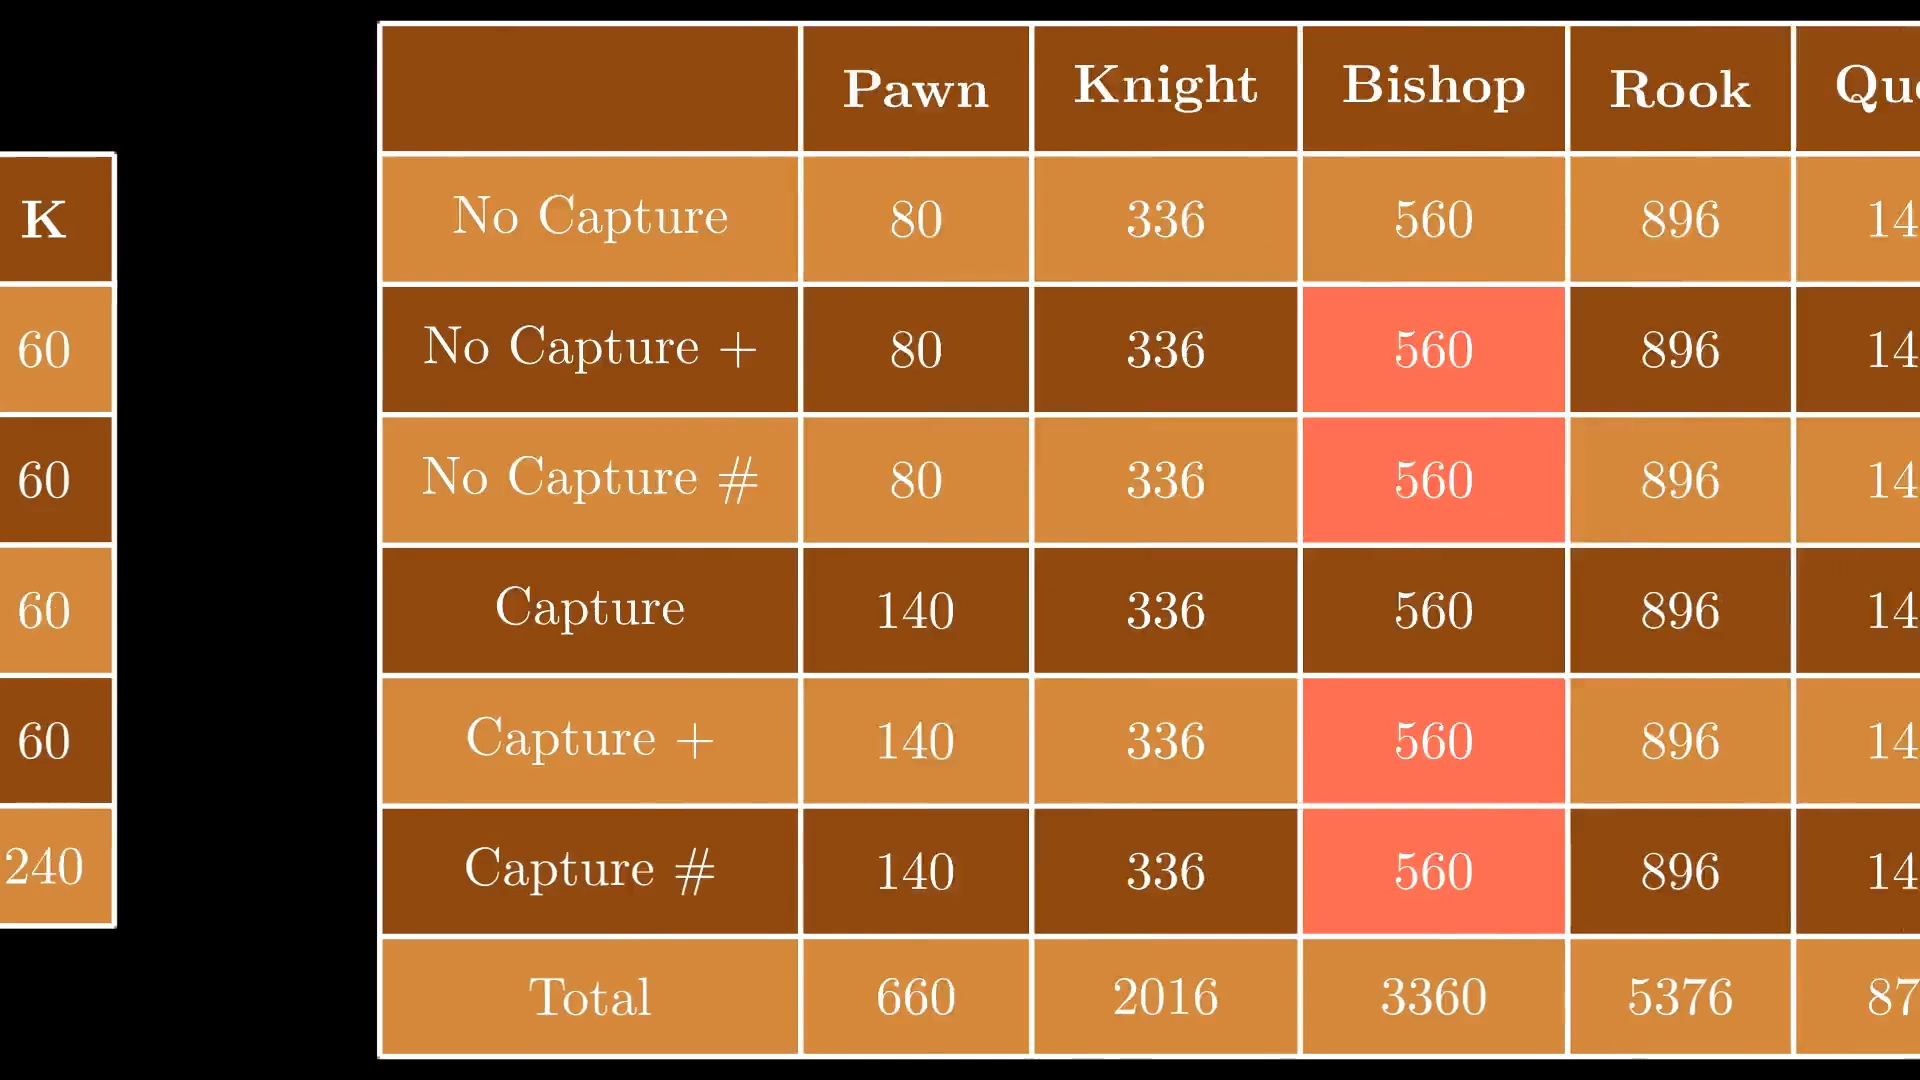 K
60
60
60
60
240
Pawn Knight Bishop Rook
No Capture 80 336 560 896
No Capture + 80 336 560 896
No Capture # 80 336 560 896
Capture 140 336 560 896
Capture + 140 336 560 896
Capture # 140 336 560 896
Total 660 2016 3360 5376